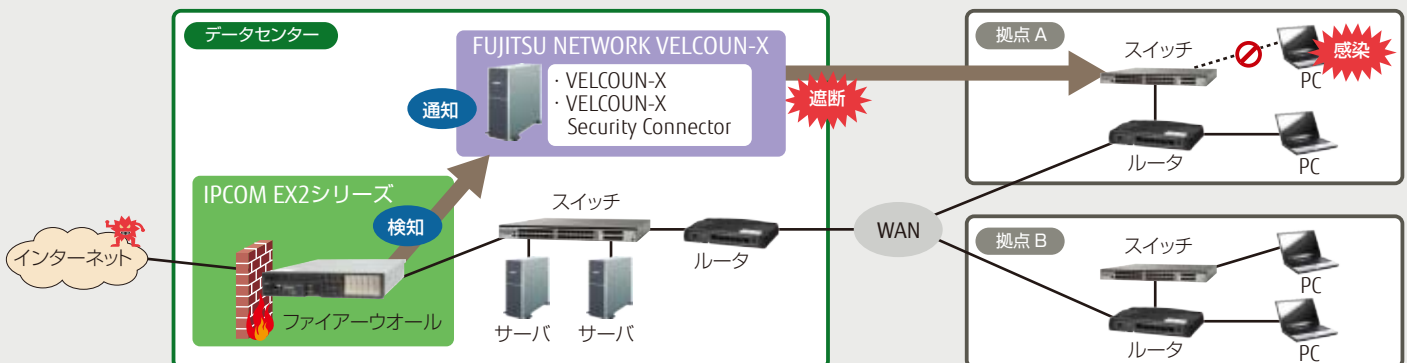 データセンター
FUJITSU NETWORK VELCOUN-X
・VELCOUN-X
・VELCOUN-X
Security Connector
通知
遮断
IPCOM EX2シリーズ
検知
ファイアーウオール
インターネット
スイッチ
サーバ
サーバ
ルータ
WAN
拠点 A
スイッチ
感染
PC
ルータ
PC
拠点 B
スイッチ
PC
ルータ
PC